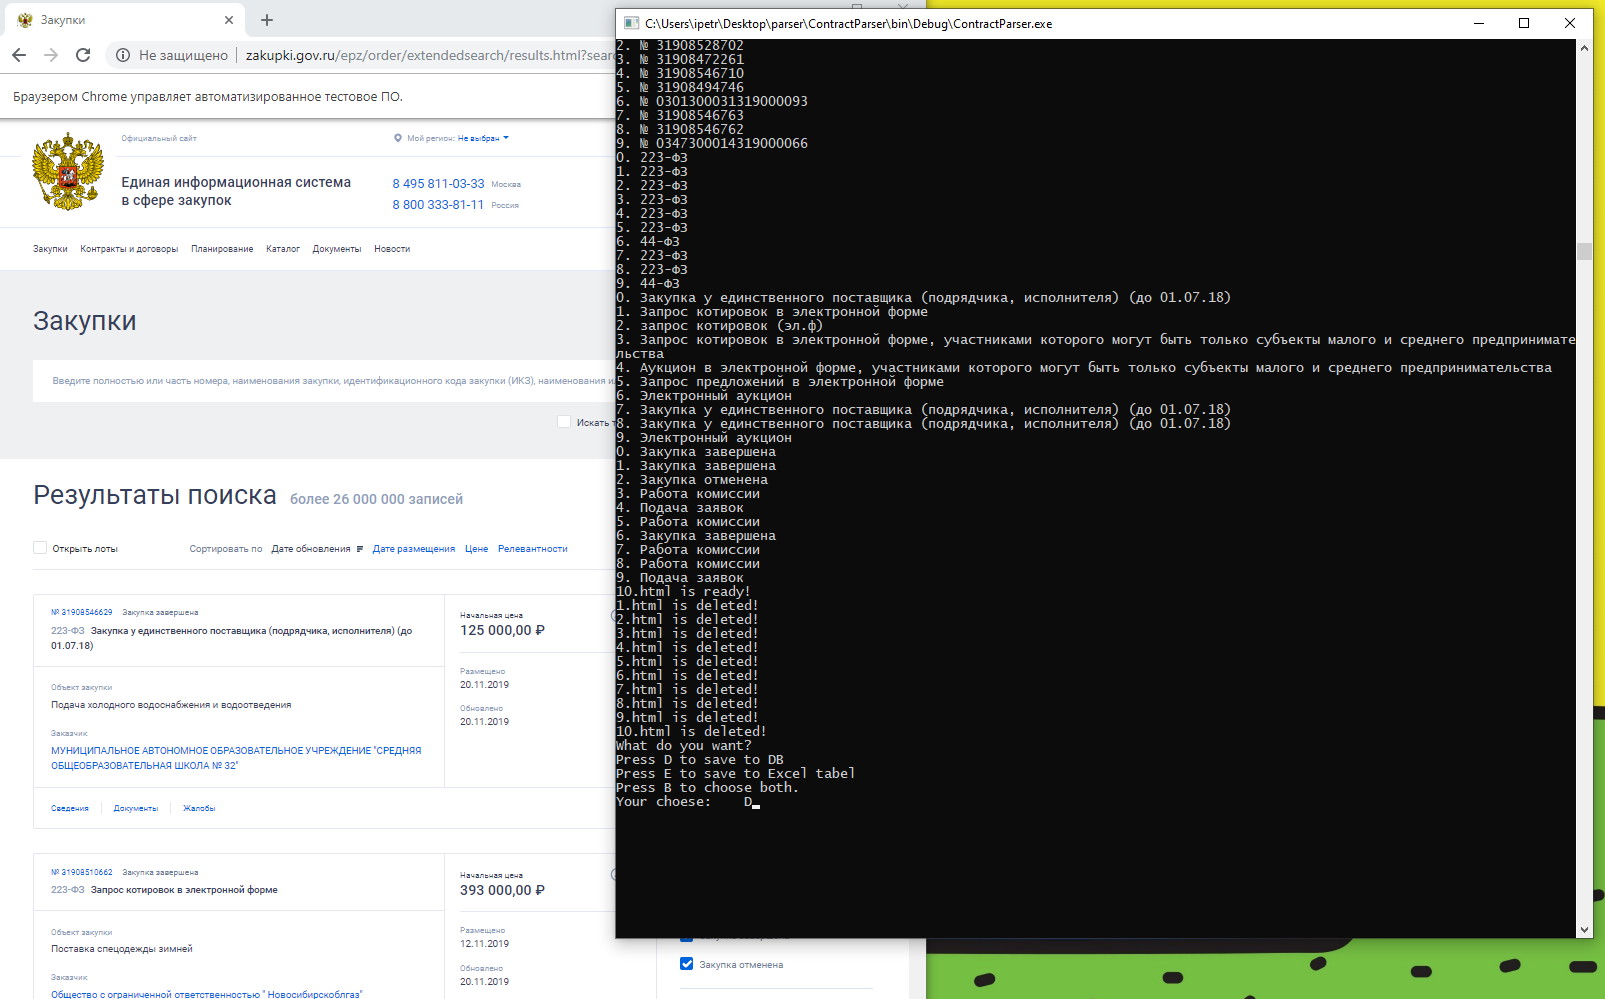 Закупки
Не защищено
zakupki.gov.ru/epz/order/extendedsearch/results.html?sear
Браузером Chrome управляет автоматизированное тестовое ПО.
Официальный сайт
Мой регион: Не выбран
Единая информационная система
в сфере закупок
8 495 811-03-33 Москва
8 800 333-81-11 Россия
Закупки Контракты и договоры Планирование Каталог Документы Новости
Закупки
Введите полностью или часть номера, наименования закупки, идентификационного кода закупки (ИКЗ), наименования ил
Искать т
Результаты поиска более 26 000 000 записей
Открыть лоты
Сортировать по Дате обновления Дате размещения Цене Релевантности
№ 31908546629 Закупка завершена
223-ФЗ Закупка у единственного поставщика (подрядчика, исполнителя) (до
01.07.18)
Объект закупки
Подача холодного водоснабжения и водоотведения
Заказчик
МУНИЦИПАЛЬНОЕ АВТОНОМНОЕ ОБРАЗОВАТЕЛЬНОЕ УЧРЕЖДЕНИЕ "СРЕДНЯЯ
ОБЩЕОБРАЗОВАТЕЛЬНАЯ ШКОЛА № 32"
Сведения Документы Жалобы
Начальная цена
125 000,00 ₽
Размещено
20.11.2019
Обновлено
20.11.2019
№ 31908510662 Закупка завершена
223-ФЗ Запрос котировок в электронной форме
Объект закупки
Поставка спецодежды зимней
Заказчик
Общество с ограниченной ответственностью " Новосибирскоблгаз"
Начальная цена
393 000,00 ₽
Размещено
12.11.2019
Обновлено
20.11.2019
Закупка отменена
C:\Users\ipetr\Desktop\parser\ContractParser\bin\Debug\ContractParser.exe
2. № 31908528702
3. № 31908472261
4. № 31908546710
5. № 31908494746
6. № 0301300031319000093
7. № 31908546763
8. № 31908546762
9. № 0347300014319000066
0. 223-ФЗ
1. 223-ФЗ
2. 223-ФЗ
3. 223-ФЗ
4. 223-ФЗ
5. 223-ФЗ
6. 44-ФЗ
7. 223-ФЗ
8. 223-ФЗ
9. 44-ФЗ
0. Закупка у единственного поставщика (подрядчика, исполнителя) (до 01.07.18)
1. Запрос котировок в электронной форме
2. запрос котировок (эл.ф)
3. Запрос котировок в электронной форме, участниками которого могут быть только субъекты малого и среднего предпринимате
льства
4. Аукцион в электронной форме, участниками которого могут быть только субъекты малого и среднего предпринимательства
5. Запрос предложений в электронной форме
6. Электронный аукцион
7. Закупка у единственного поставщика (подрядчика, исполнителя) (до 01.07.18)
8. Закупка у единственного поставщика (подрядчика, исполнителя) (до 01.07.18)
9. Электронный аукцион
0. Закупка завершена
1. Закупка завершена
2. Закупка отменена
3. Работа комиссии
4. Подача заявок
5. Работа комиссии
6. Закупка завершена
7. Работа комиссии
8. Работа комиссии
9. Подача заявок
10.html is ready!
1.html is deleted!
2.html is deleted!
3.html is deleted!
4.html is deleted!
5.html is deleted!
6.html is deleted!
7.html is deleted!
8.html is deleted!
9.html is deleted!
10.html is deleted!
What do you want?
Press D to save to DB
Press E to save to Excel tabel
Press B to choose both.
Your choese: D